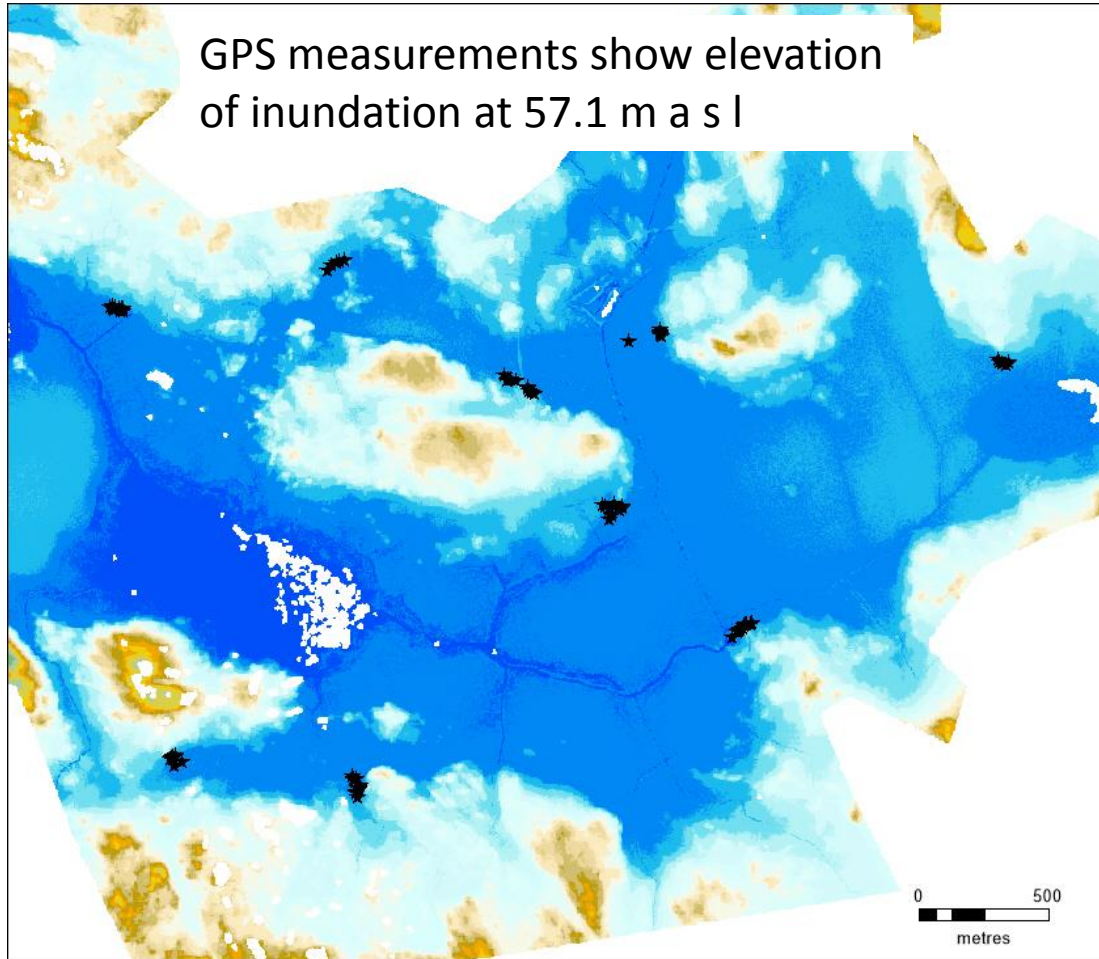 GPS measurements show elevation
of inundation at 57.1 m a s l
0 500
metres